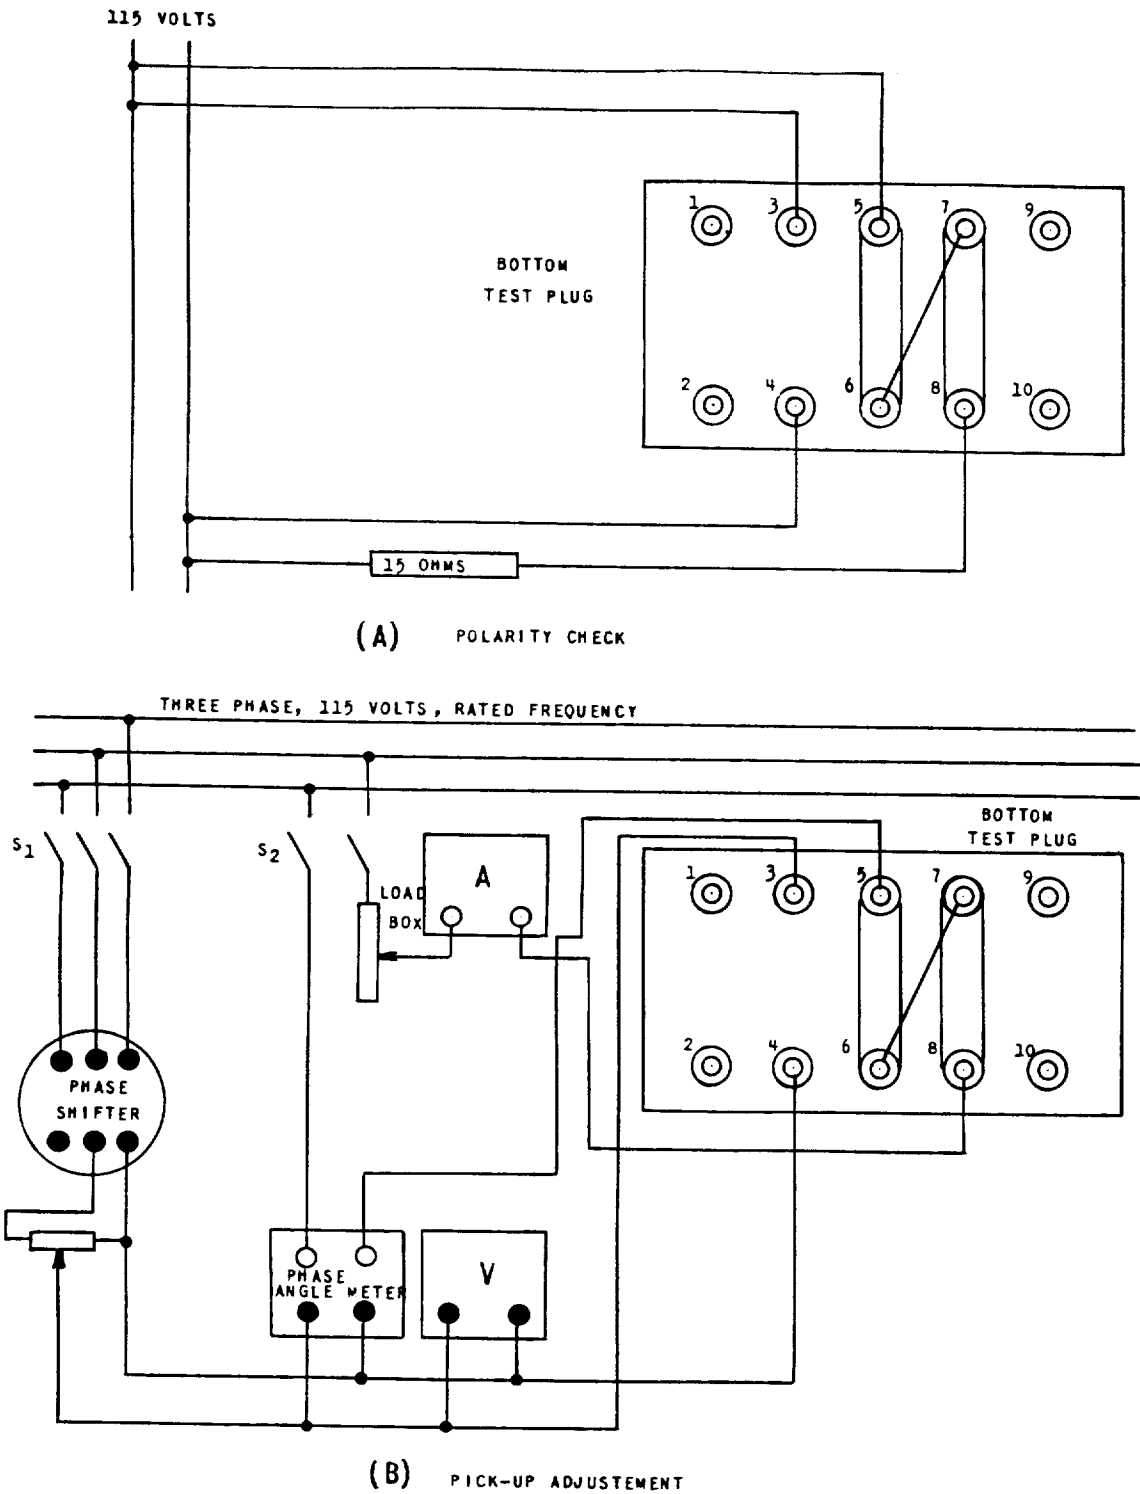 115 VOLTS
1 3 5 7 9
BOTTOM
TEST PLUG
2 4 6 8 10
15 OHMS
(A) POLARITY CHECK
THREE PHASE, 115 VOLTS, RATED FREQUENCY
BOTTOM
TEST PLUG
S1 S2
LOAD
BOX
A
1 3 5 7 9
2 4 6 8 10
PHASE
SHIFTER
PHASE
ANGLE METER
V
(B) PICK-UP ADJUSTEMENT